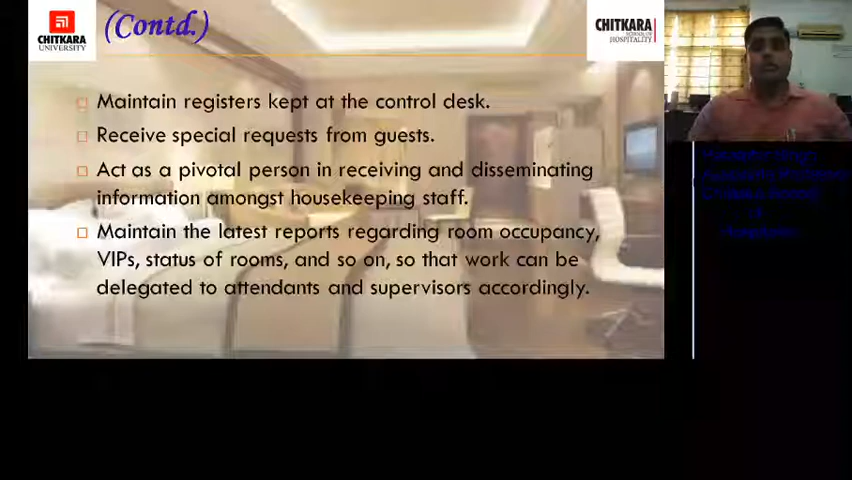 CHITKARA
UNIVERSITY
(Contd.)
CHITKARA
SCHOOL OF
HOSPITALITY
Maintain registers kept at the control desk.
Receive special requests from guests.
Act as a pivotal person in receiving and disseminating
information amongst housekeeping staff.
Maintain the latest reports regarding room occupancy,
VIPs, status of rooms, and so on, so that work can be
delegated to attendants and supervisors accordingly.
Singh